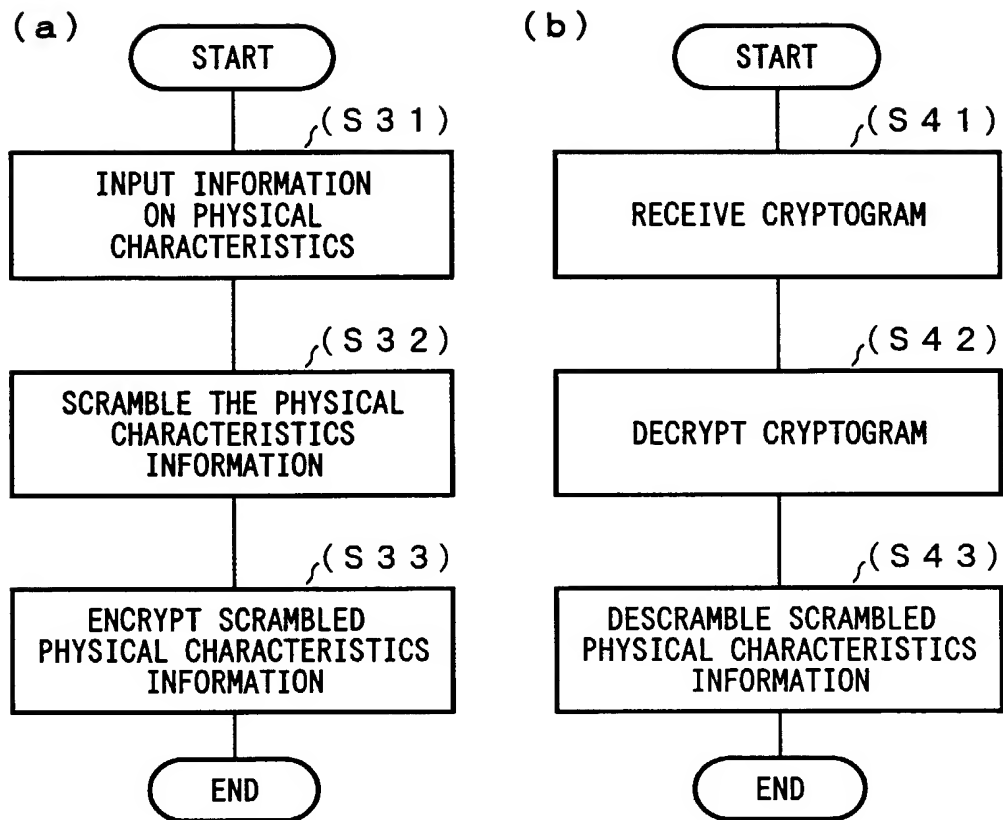 (a)
START
(S31)
INPUT INFORMATION
ON PHYSICAL
CHARACTERISTICS
(S32)
SCRAMBLE THE PHYSICAL
CHARACTERISTICS
INFORMATION
(S33)
ENCRYPT SCRAMBLED
PHYSICAL CHARACTERISTICS
INFORMATION
END
(b)
START
(S41)
RECEIVE CRYPTOGRAM
(S42)
DECRYPT CRYPTOGRAM
(S43)
DESCRAMBLE SCRAMBLED
PHYSICAL CHARACTERISTICS
INFORMATION
END